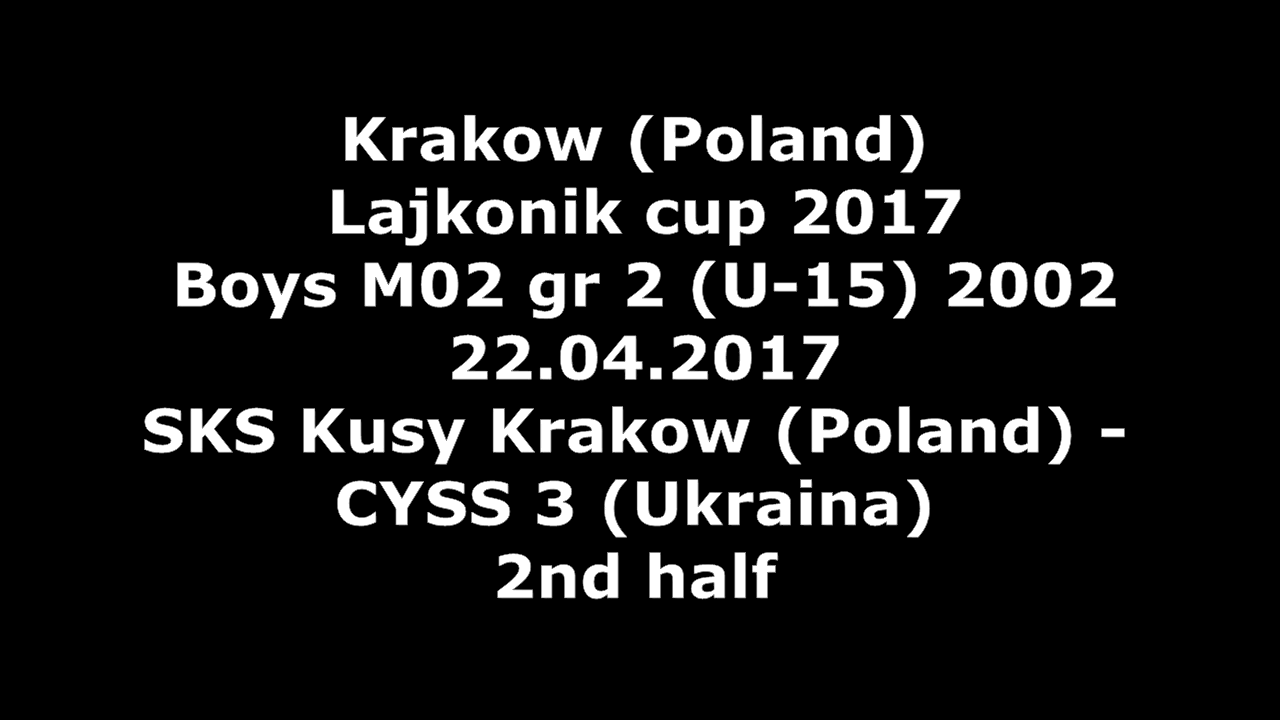 Krakow (Poland)
Lajkonik cup 2017
Boys M02 gr 2 (U-15) 2002
22.04.2017
SKS Kusy Krakow (Poland) -
CYSS 3 (Ukraina)
2nd half